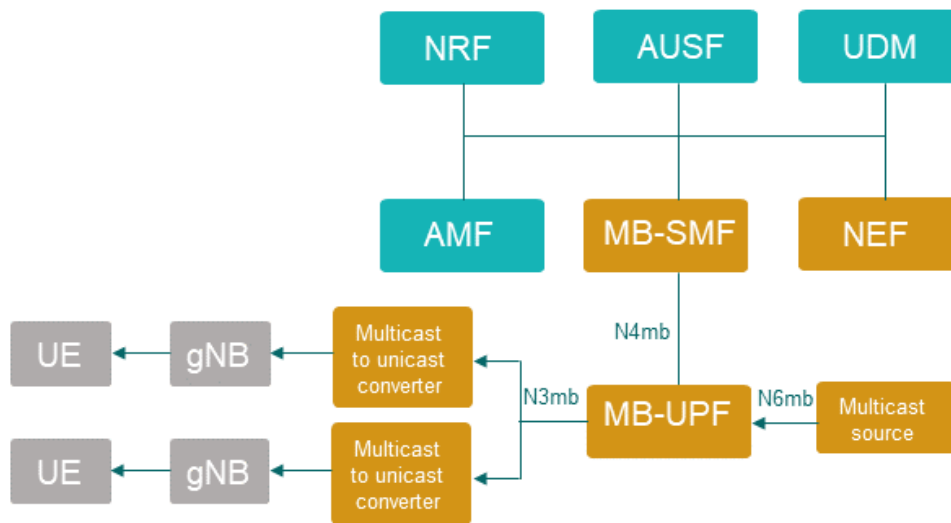 NRF
AUSF
UDM
AMF
MB-SMF
NEF
N4mb
UE
gNB
Multicast
to unicast
converter
N3mb
MB-UPF
N6mb
Multicast
source
UE
gNB
Multicast
to unicast
converter